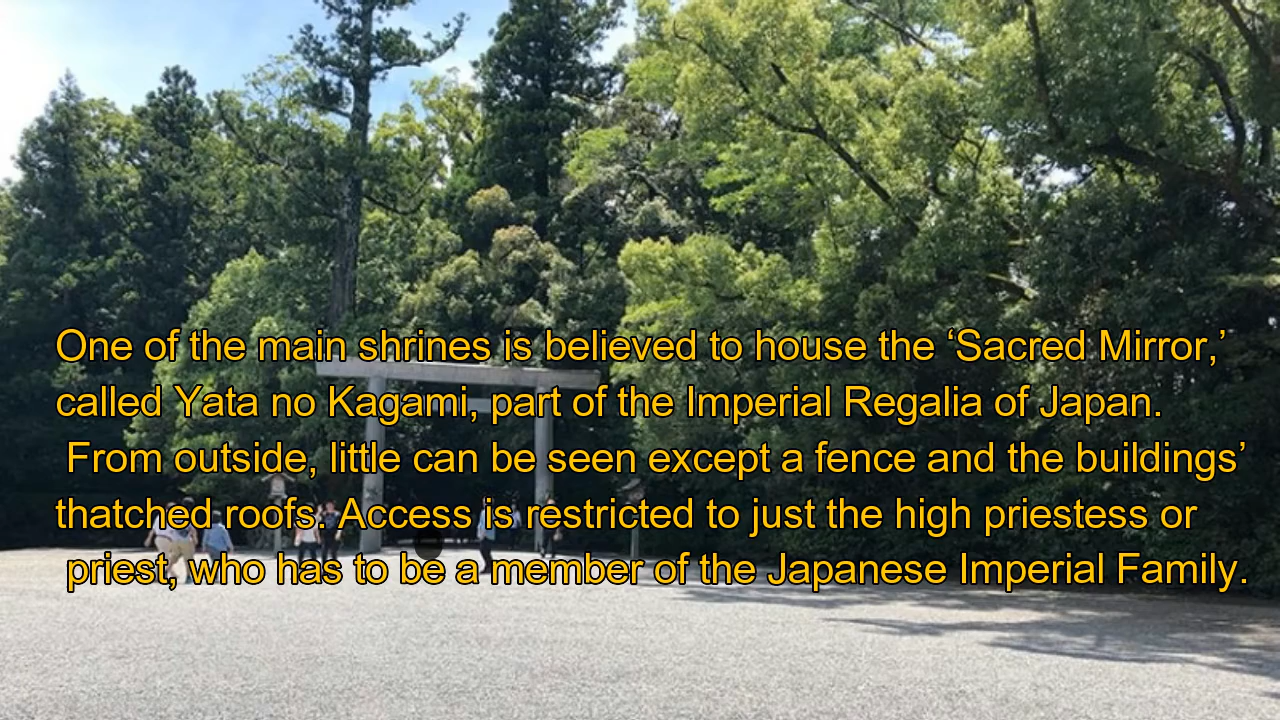 One of the main shrines is believed to house the ‘Sacred Mirror,’
called Yata no Kagami, part of the Imperial Regalia of Japan.
From outside, little can be seen except a fence and the buildings’
thatched roofs. Access is restricted to just the high priestess or
priest, who has to be a member of the Japanese Imperial Family.